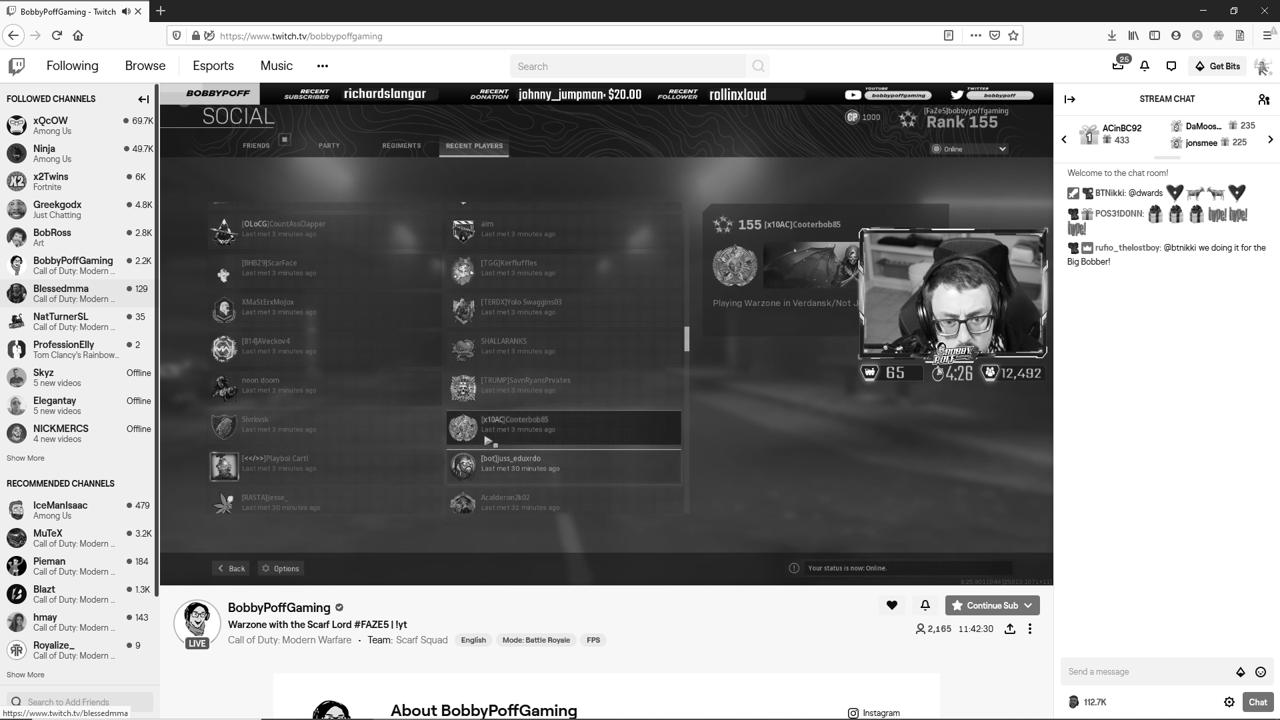 BobbyPoffGaming - Twitch
https://www.twitch.tv/bobbypoffgaming
Following
Browse
Esports
Music
Search
25
Get Bits
FOLLOWED CHANNELS
xQcOW 69.7K
Among Us
Ninja 49.7K
Among Us
x2Twins 6K
Fortnite
Greekgodx 4.8K
Just Chatting
BobRoss 2.8K
Art
BobbyPoffGaming 2.2K
Call of Duty: Modern ...
Blessedmma 129
Call of Duty: Modern ...
NatTurnerSL 35
Call of Duty: Modern ...
ProfessionElly 2
Tom Clancy's Rainbow...
Skyz Offline
5 new videos
Elegantay Offline
5 new videos
NICKMERCS Offline
4 new videos
Show More
RECOMMENDED CHANNELS
IceManIsaac 479
Among Us
MuTeX 3.2K
Call of Duty: Modern ...
Pieman 184
Call of Duty: Modern ...
Blazt 1.3K
Call of Duty: Modern ...
hmay 143
Call of Duty: Modern ...
Royalize_ 9
Call of Duty: Modern ...
Show More
Search to Add Friends
https://www.twitch.tv/blessedmma
BOBBYPOFF
RECENT SUBSCRIBER richardslangar
RECENT DONATION johnny_jumpman: $20.00
RECENT FOLLOWER rollinxloud
YOUTUBE bobbypoffgaming
TWITTER bobbypoff
SOCIAL
CP 1000
[FaZe5]bobbypoffgaming
Rank 155
FRIENDS
PARTY
REGIMENTS
RECENT PLAYERS
Online
[OLoCG]CountAssClapper
Last met 3 minutes ago
aim
Last met 3 minutes ago
[BHBZ9]ScarFace
Last met 3 minutes ago
[TGG]Kerfluffles
Last met 3 minutes ago
XMaStErxMoJox
Last met 3 minutes ago
[TERDX]Yolo Swaggins03
Last met 3 minutes ago
[814]AVeckov4
Last met 3 minutes ago
SHALLARANKS
Last met 3 minutes ago
neon doom
Last met 3 minutes ago
[TRUMP]SavnRyansPrvates
Last met 3 minutes ago
Sivrkvsk
Last met 3 minutes ago
[x10AC]Cooterbob85
Last met 3 minutes ago
[<</>>]Playboi Carti
Last met 3 minutes ago
[bot]juss_eduxrdo
Last met 30 minutes ago
[RASTA]jesse_
Last met 30 minutes ago
Acalderon2k02
Last met 32 minutes ago
155 [x10AC]Cooterbob85
Playing Warzone in Verdansk/Not J
65
4:26
12,492
Back
Options
Your status is now: Online.
BobbyPoffGaming
LIVE
Warzone with the Scarf Lord #FAZE5 | !yt
Call of Duty: Modern Warfare • Team: Scarf Squad
English
Mode: Battle Royale
FPS
Continue Sub
2,165
11:42:30
About BobbyPoffGaming
Instagram
STREAM CHAT
ACinBC92
433
DaMoos... 235
jonsmee 225
Welcome to the chat room!
BTNikki: @dwards
POS31D0NN:
hype! hype!
hype!
rufio_thelostboy: @btnikki we doing it for the
Big Bobber!
Send a message
112.7K
Chat